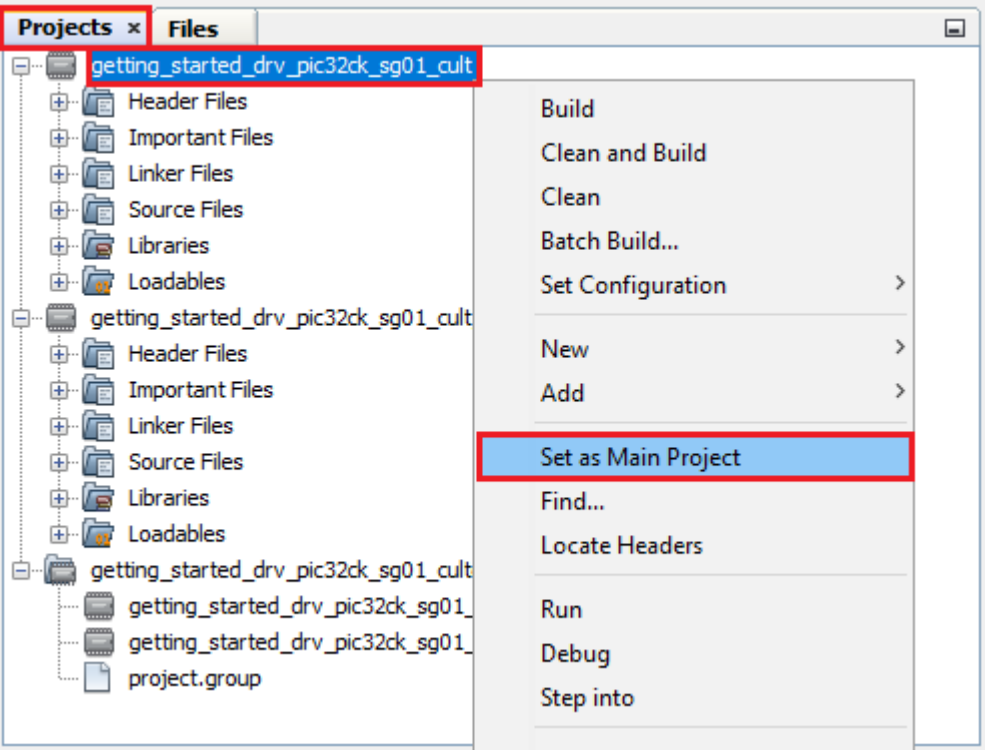 Projects × Files
getting_started_drv_pic32ck_sg01_cult
Header Files
Important Files
Linker Files
Source Files
Libraries
Loadables
getting_started_drv_pic32ck_sg01_cult
Header Files
Important Files
Linker Files
Source Files
Libraries
Loadables
getting_started_drv_pic32ck_sg01_cult
getting_started_drv_pic32ck_sg01_
getting_started_drv_pic32ck_sg01_
project.group
Build
Clean and Build
Clean
Batch Build...
Set Configuration
New
Add
Set as Main Project
Find...
Locate Headers
Run
Debug
Step into